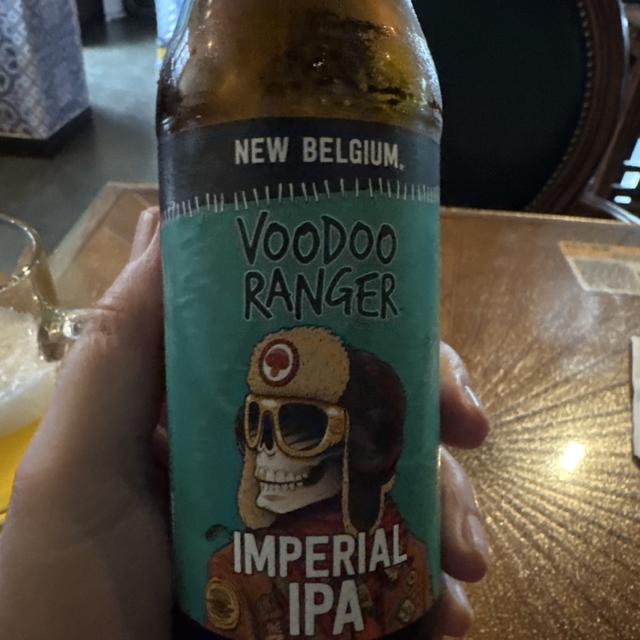 NEW BELGIUM
VOODOO
RANGER
IMPERIAL
IPA